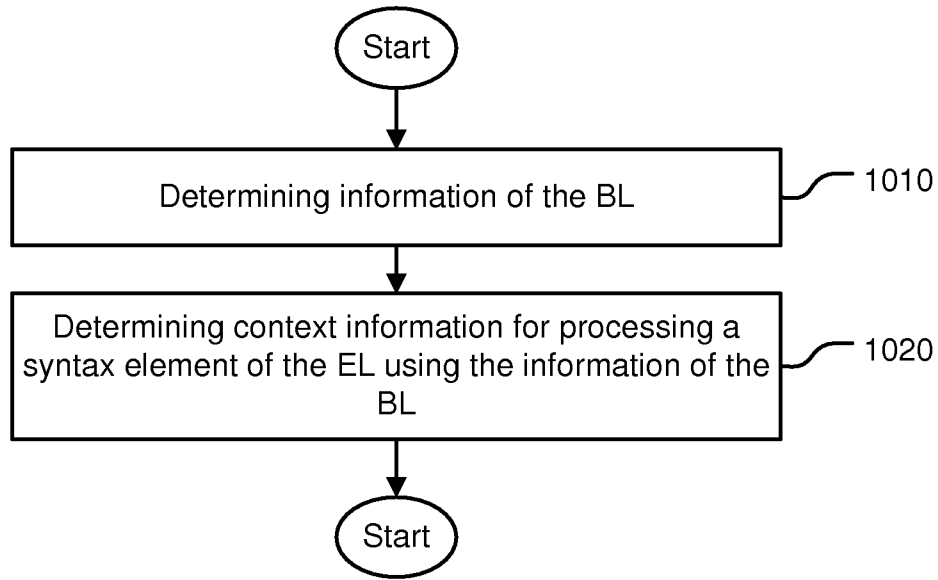 Start
Determining information of the BL
1010
Determining context information for processing a
syntax element of the EL using the information of the
BL
1020
Start